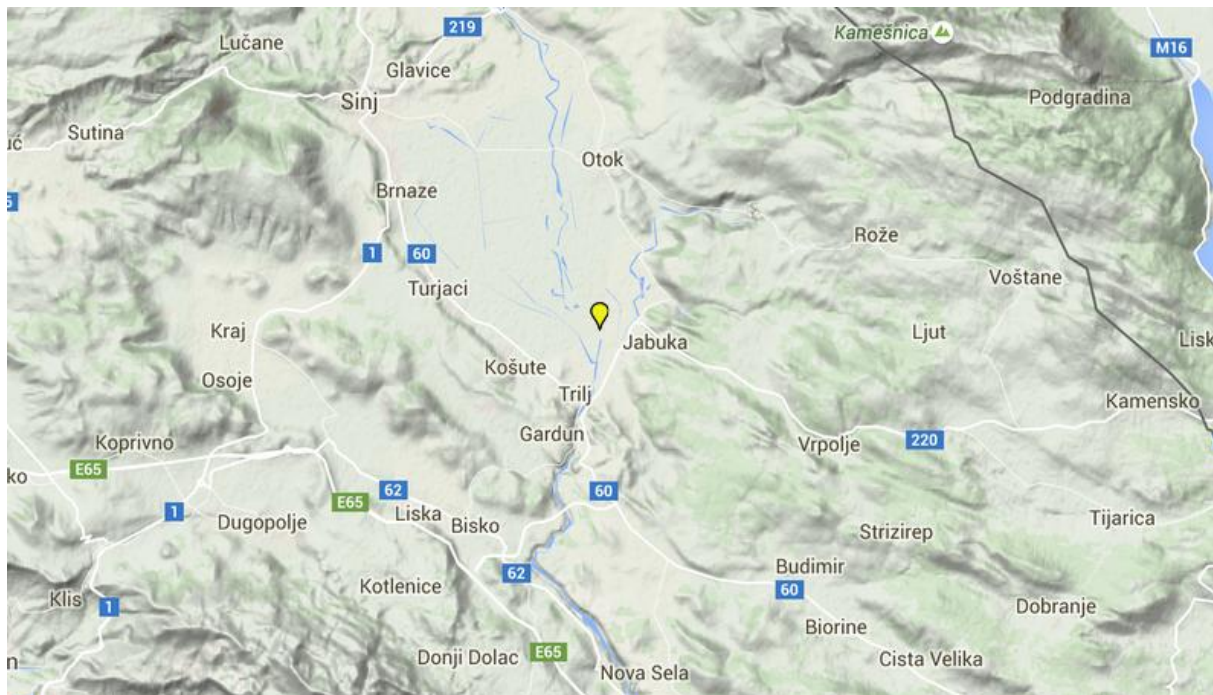 219
Kamešnica
Lučane
M16
Glavice
Podgradina
Sinj
Sutina
Otok
Brnaze
Rože
1
60
Voštane
Turjaci
Kraj
Ljut
Jabuka
Lisk
Košute
Osoje
Trilj
Kamensko
Gardun
Koprivno
Vrpolje
220
E65
ko
62
60
E65
1
Liska
Bisko
Dugopolje
Tijarica
Strizirep
62
Budimir
Kotlenice
60
Klis
1
Dobranje
Biorine
Donji Dolac
E65
Cista Velika
Nova Sela